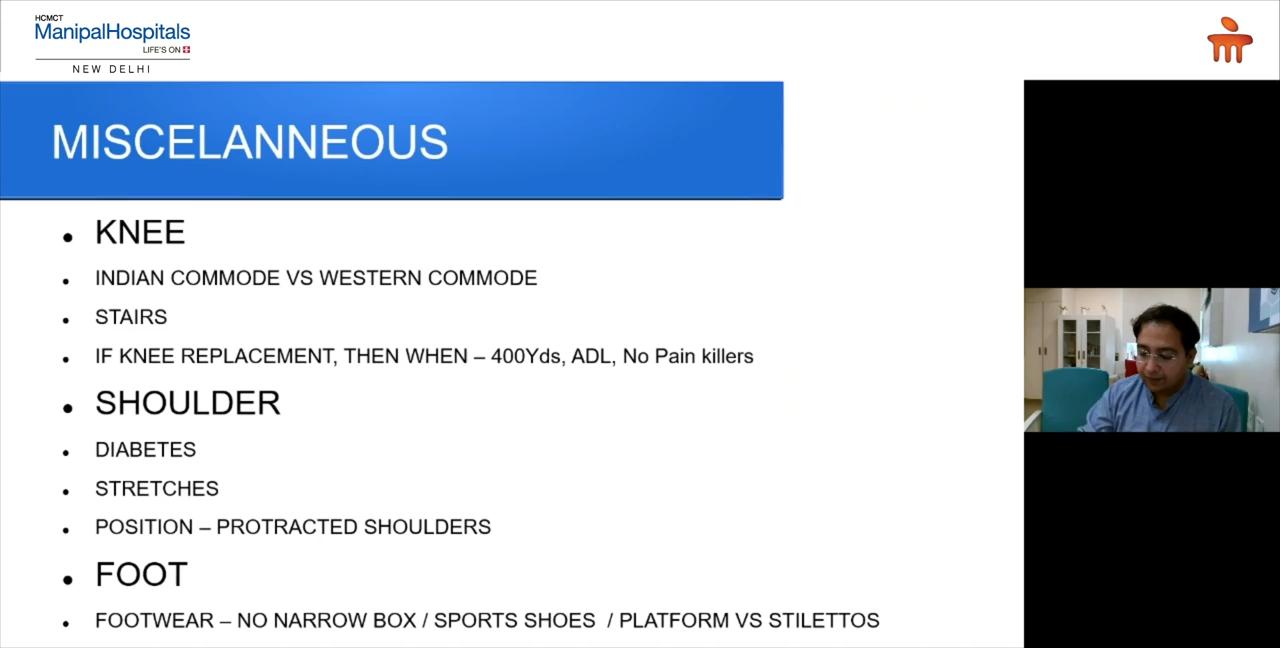 HCMCT
ManipalHospitals
LIFE'S ON
NEW DELHI
MISCELANNEOUS
• KNEE
• INDIAN COMMODE VS WESTERN COMMODE
• STAIRS
• IF KNEE REPLACEMENT, THEN WHEN – 400Yds, ADL, No Pain killers
• SHOULDER
• DIABETES
• STRETCHES
• POSITION – PROTRACTED SHOULDERS
• FOOT
• FOOTWEAR – NO NARROW BOX / SPORTS SHOES / PLATFORM VS STILETTOS